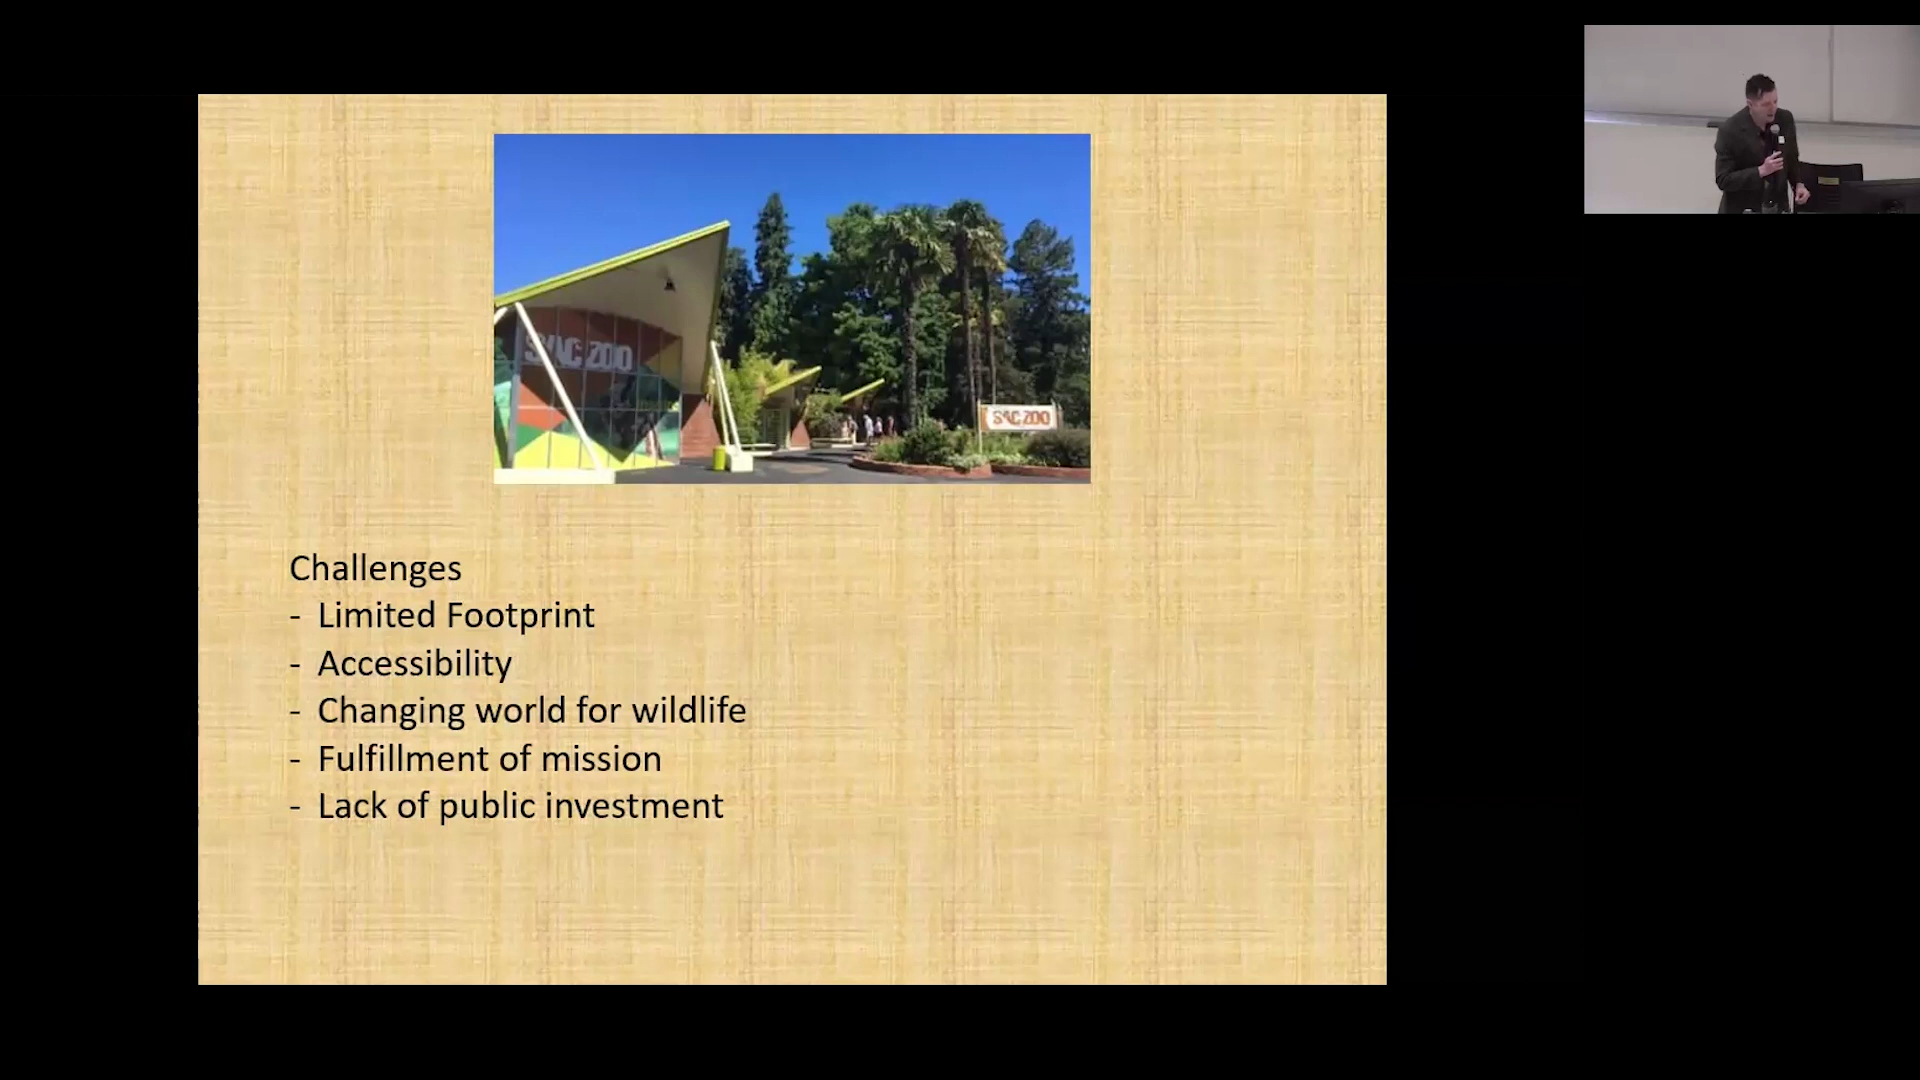 SAC ZOO
SAC ZOO
Challenges
- Limited Footprint
- Accessibility
- Changing world for wildlife
- Fulfillment of mission
- Lack of public investment